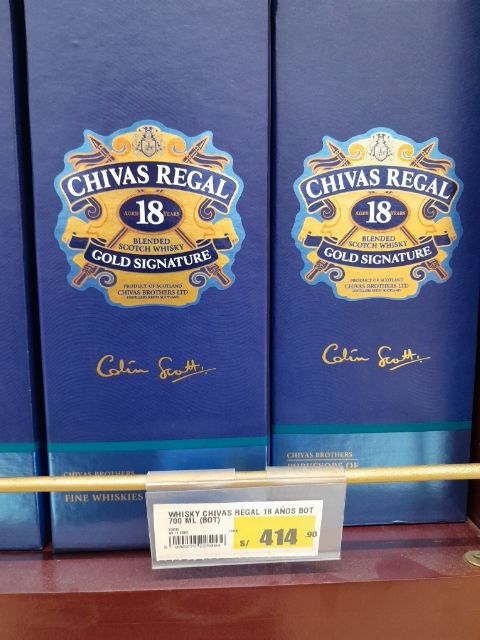 CHIVAS REGAL
AGED 18 YEARS
BLENDED
SCOTCH WHISKY
GOLD SIGNATURE
PRODUCT OF SCOTLAND
CHIVAS BROTHERS LTD
Colin Scott.
CHIVAS BROTHERS
FINE WHISKIES
CHIVAS REGAL
AGED 18 YEARS
BLENDED
SCOTCH WHISKY
GOLD SIGNATURE
PRODUCT OF SCOTLAND
CHIVAS BROTHERS LTD
Colin Scott.
CHIVAS BROTHERS
PURVEYORS OF
WHISKY CHIVAS REGAL 18 AÑOS BOT
700 ML (BOT)
S/ 414 .90